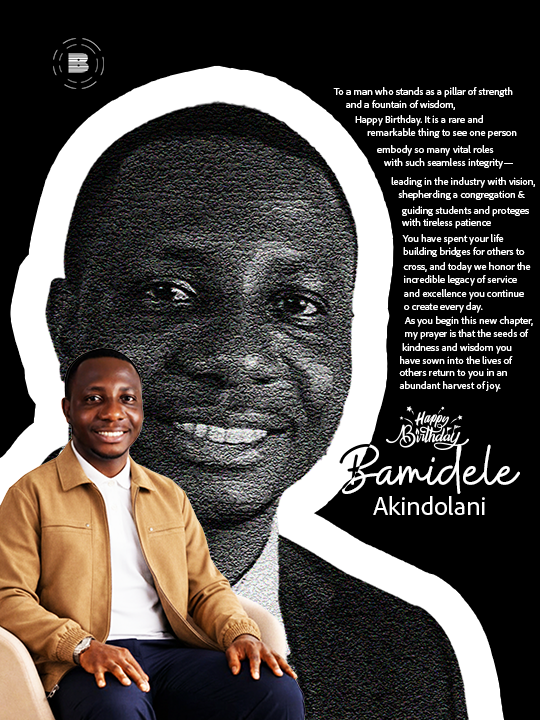 B
To a man who stands as a pillar of strength
and a fountain of wisdom,
Happy Birthday. It is a rare and
remarkable thing to see one person
embody so many vital roles
with such seamless integrity—
leading in the industry with vision,
shepherding a congregation &
guiding students and proteges
with tireless patience
You have spent your life
building bridges for others to
cross, and today we honor the
incredible legacy of service
and excellence you continue
o create every day.
As you begin this new chapter,
my prayer is that the seeds of
kindness and wisdom you
have sown into the lives of
others return to you in an
abundant harvest of joy.
Happy
Birthday
Bamidele
Akindolani